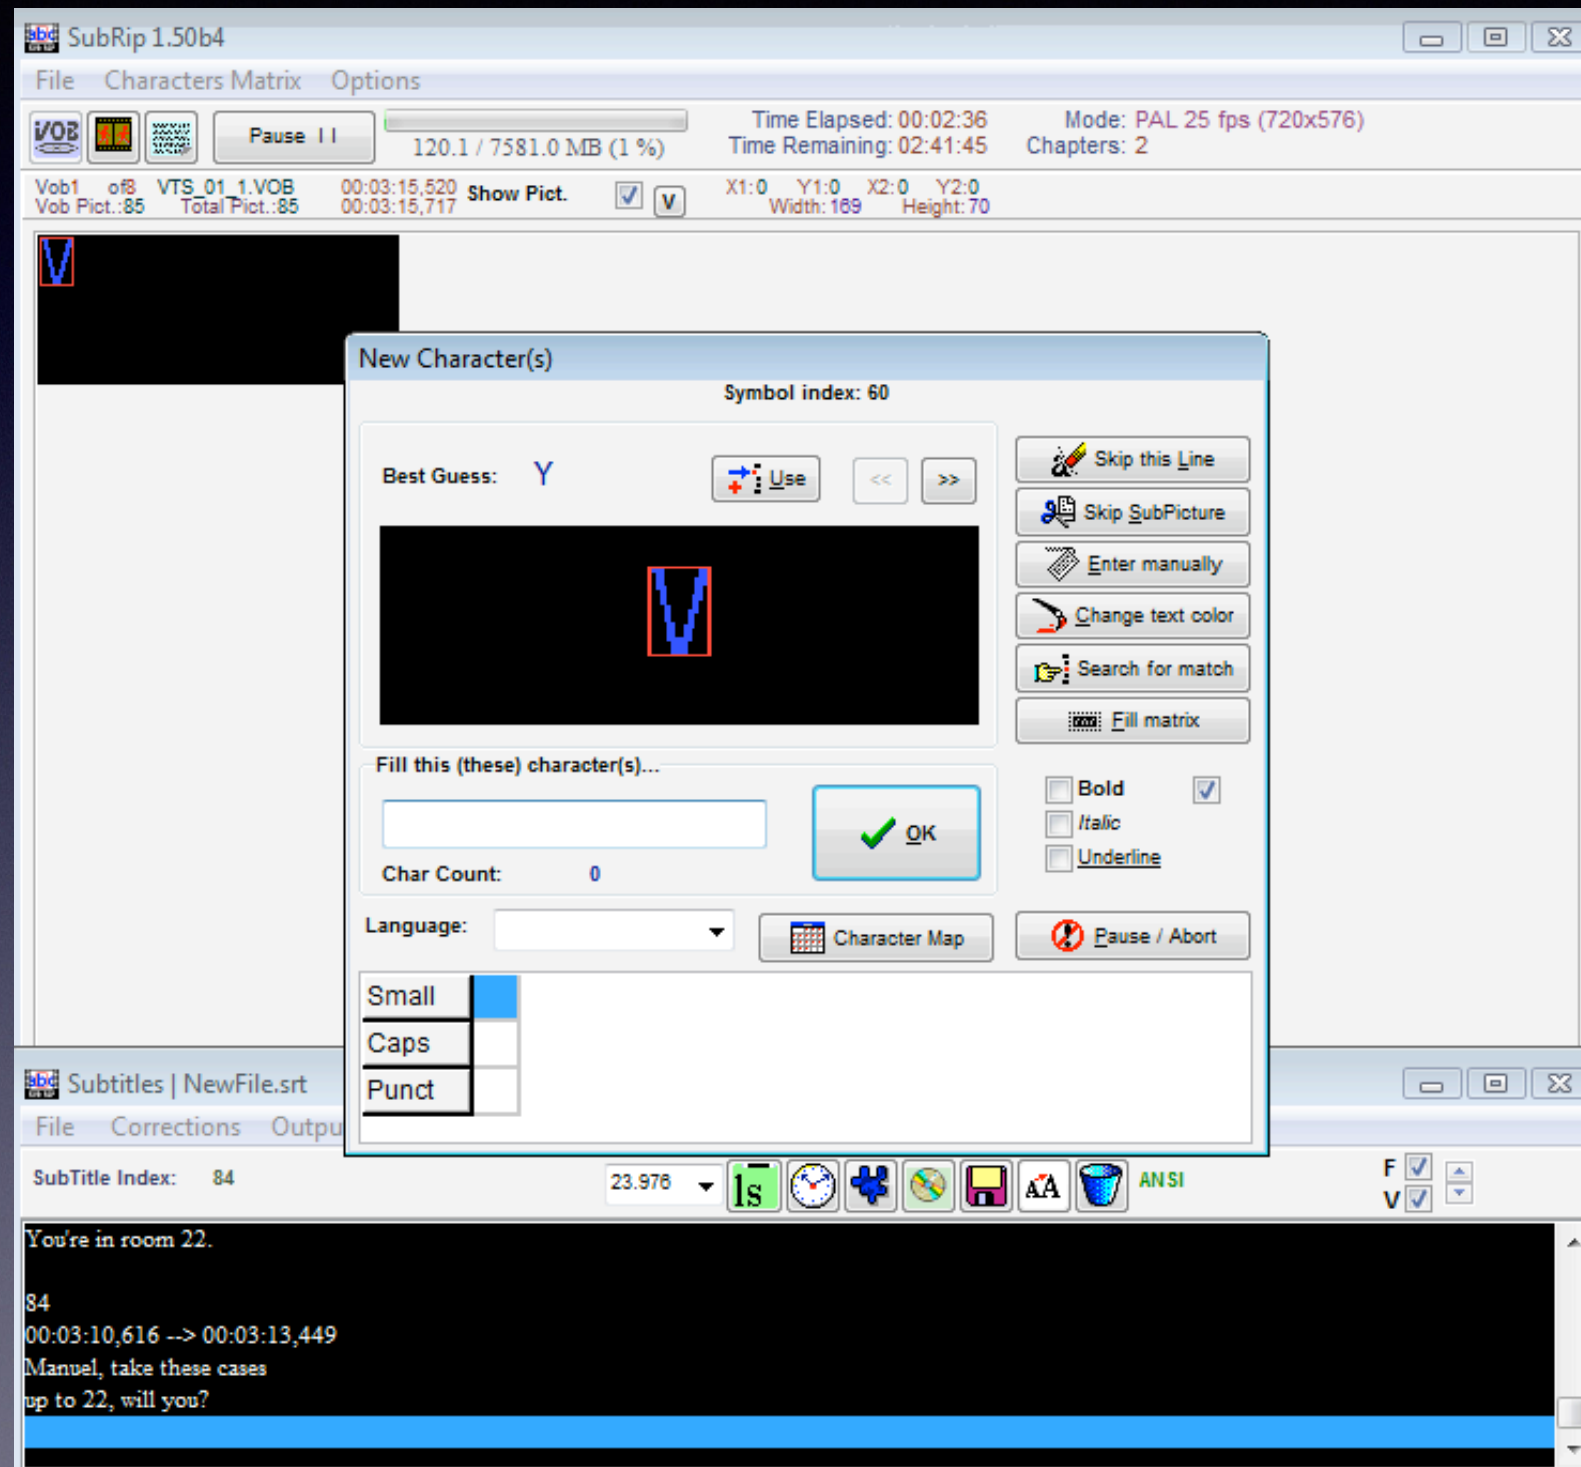 SubRip 1.50b4
File Characters Matrix Options
VOB Pause II 120.1 / 7581.0 MB (1 %) Time Elapsed: 00:02:36 Mode: PAL 25 fps (720x576)
Time Remaining: 02:41:45 Chapters: 2
Vob1 of8 VTS_01_1.VOB 00:03:15,520 Show Pict. V X1:0 Y1:0 X2:0 Y2:0
Vob Pict.:85 Total Pict.:85 00:03:15,717 Width:169 Height:70
V
New Character(s)
Symbol index: 60
Best Guess: Y Use << >>
V
Skip this Line
Skip SubPicture
Enter manually
Change text color
Search for match
Fill matrix
Fill this (these) character(s)...
OK
Char Count: 0
Bold
Italic
Underline
Language: Character Map Pause / Abort
Small
Caps
Punct
Subtitles | NewFile.srt
File Corrections Outpu
SubTitle Index: 84 23.976 1s AA ANSI F
V
You're in room 22.
84
00:03:10,616 --> 00:03:13,449
Manuel, take these cases
up to 22, will you?